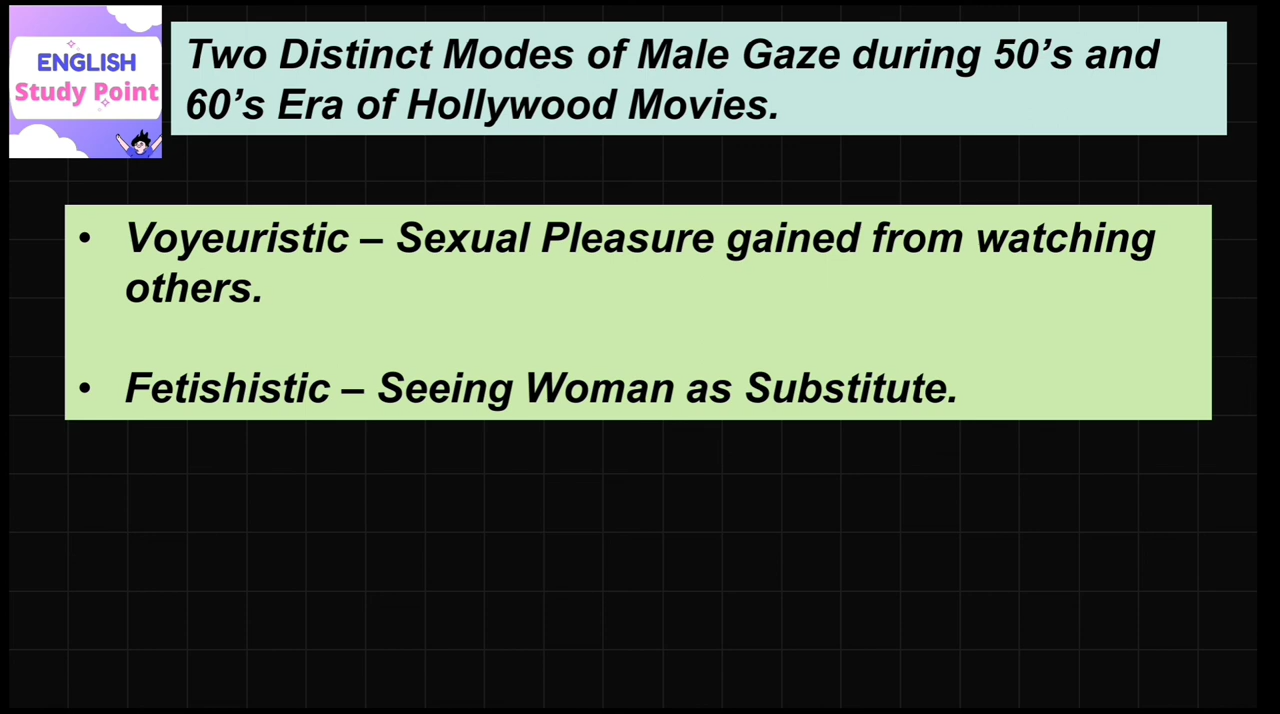 ENGLISH
Study Point
Two Distinct Modes of Male Gaze during 50’s and
60’s Era of Hollywood Movies.
• Voyeuristic – Sexual Pleasure gained from watching
others.
• Fetishistic – Seeing Woman as Substitute.